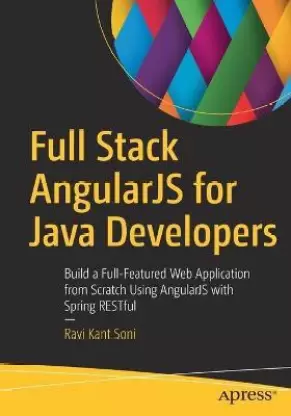 Full Stack
AngularJS for
Java Developers
Build a Full-Featured Web Application
from Scratch Using AngularJS with
Spring RESTful
—
Ravi Kant Soni
Apress®